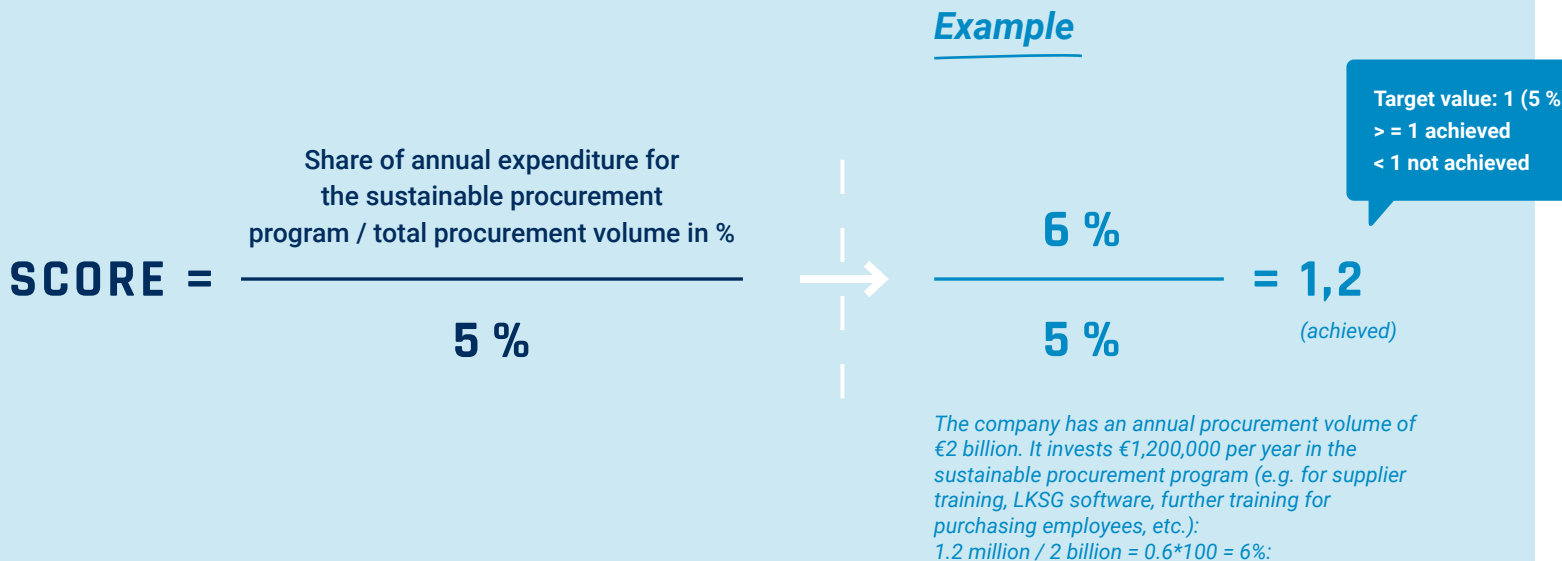 Example
Target value: 1 (5 %
> = 1 achieved
< 1 not achieved
Share of annual expenditure for
the sustainable procurement
program / total procurement volume in %
SCORE =
5 %
6 %
5 %
= 1,2
(achieved)
The company has an annual procurement volume of
€2 billion. It invests €1,200,000 per year in the
sustainable procurement program (e.g. for supplier
training, LKSG software, further training for
purchasing employees, etc.):
1.2 million / 2 billion = 0.6*100 = 6%: